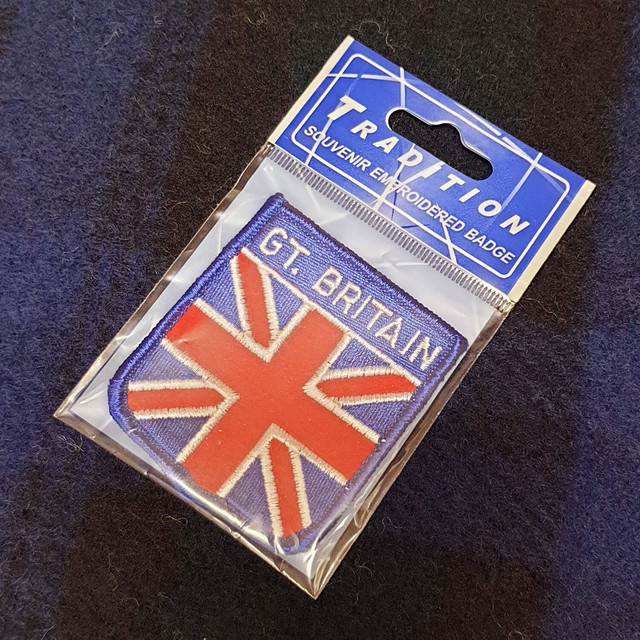 TRADITION
SOUVENIR EMBROIDERED BADGE
GT. BRITAIN